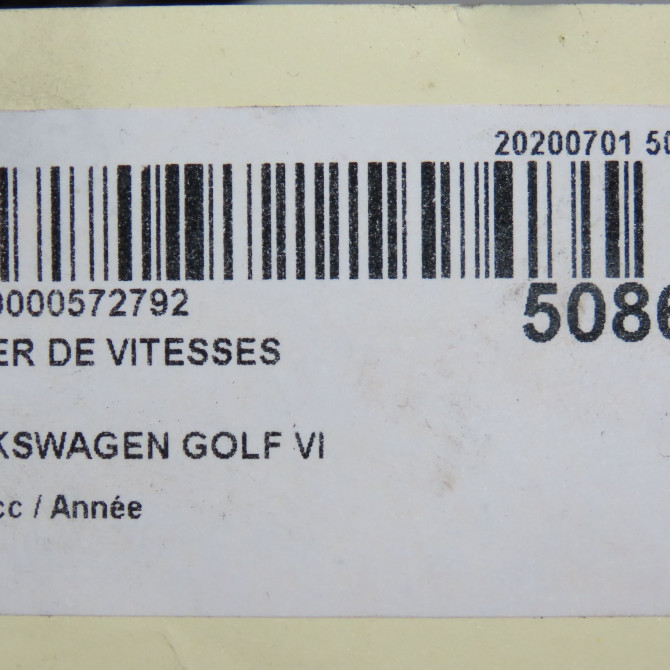 20200701 50
0000572792
5086
ER DE VITESSES
KSWAGEN GOLF VI
cc / Année